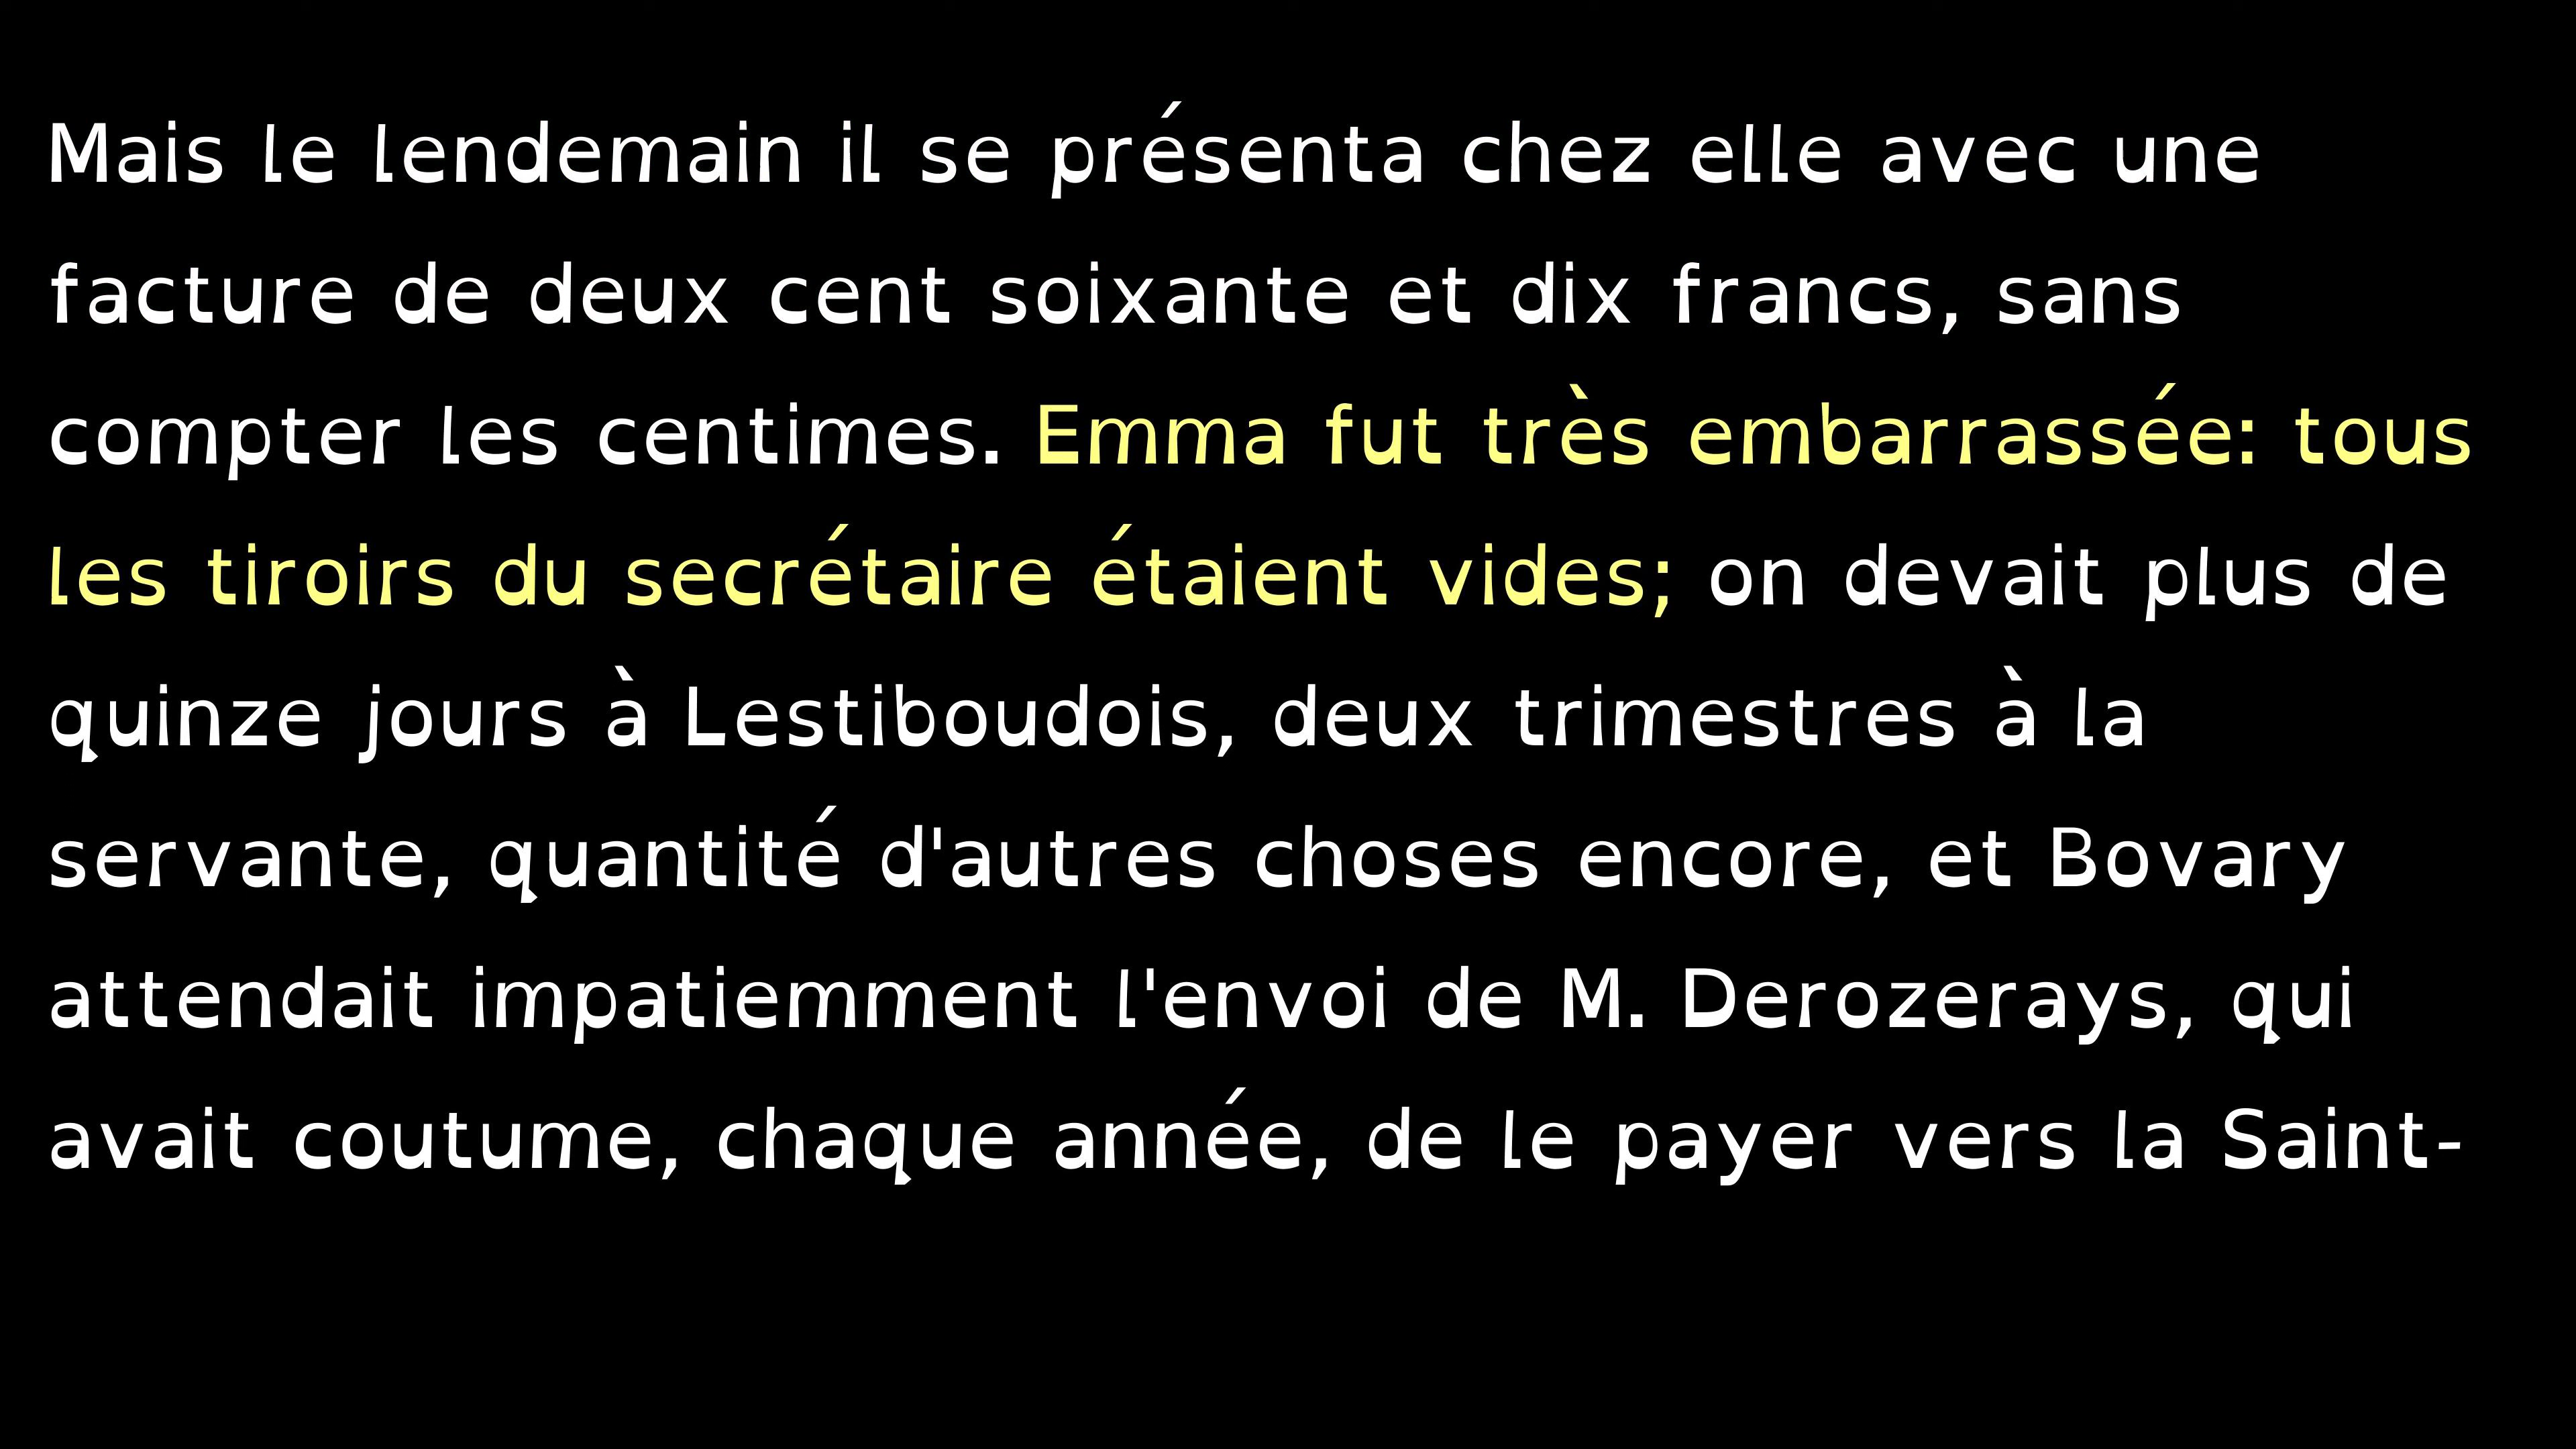 Mais le lendemain il se présenta chez elle avec une
facture de deux cent soixante et dix francs, sans
compter les centimes. Emma fut très embarrassée: tous
les tiroirs du secrétaire étaient vides; on devait plus de
quinze jours à Lestiboudois, deux trimestres à la
servante, quantité d'autres choses encore, et Bovary
attendait impatiemment l'envoi de M. Derozerays, qui
avait coutume, chaque année, de le payer vers la Saint-